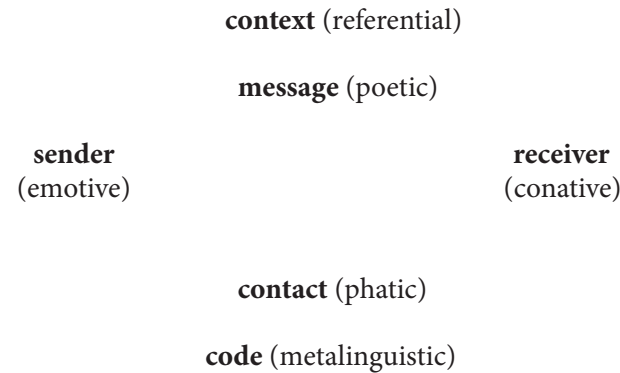 context (referential)
message (poetic)
sender receiver
(emotive) (conative)
contact (phatic)
code (metalinguistic)